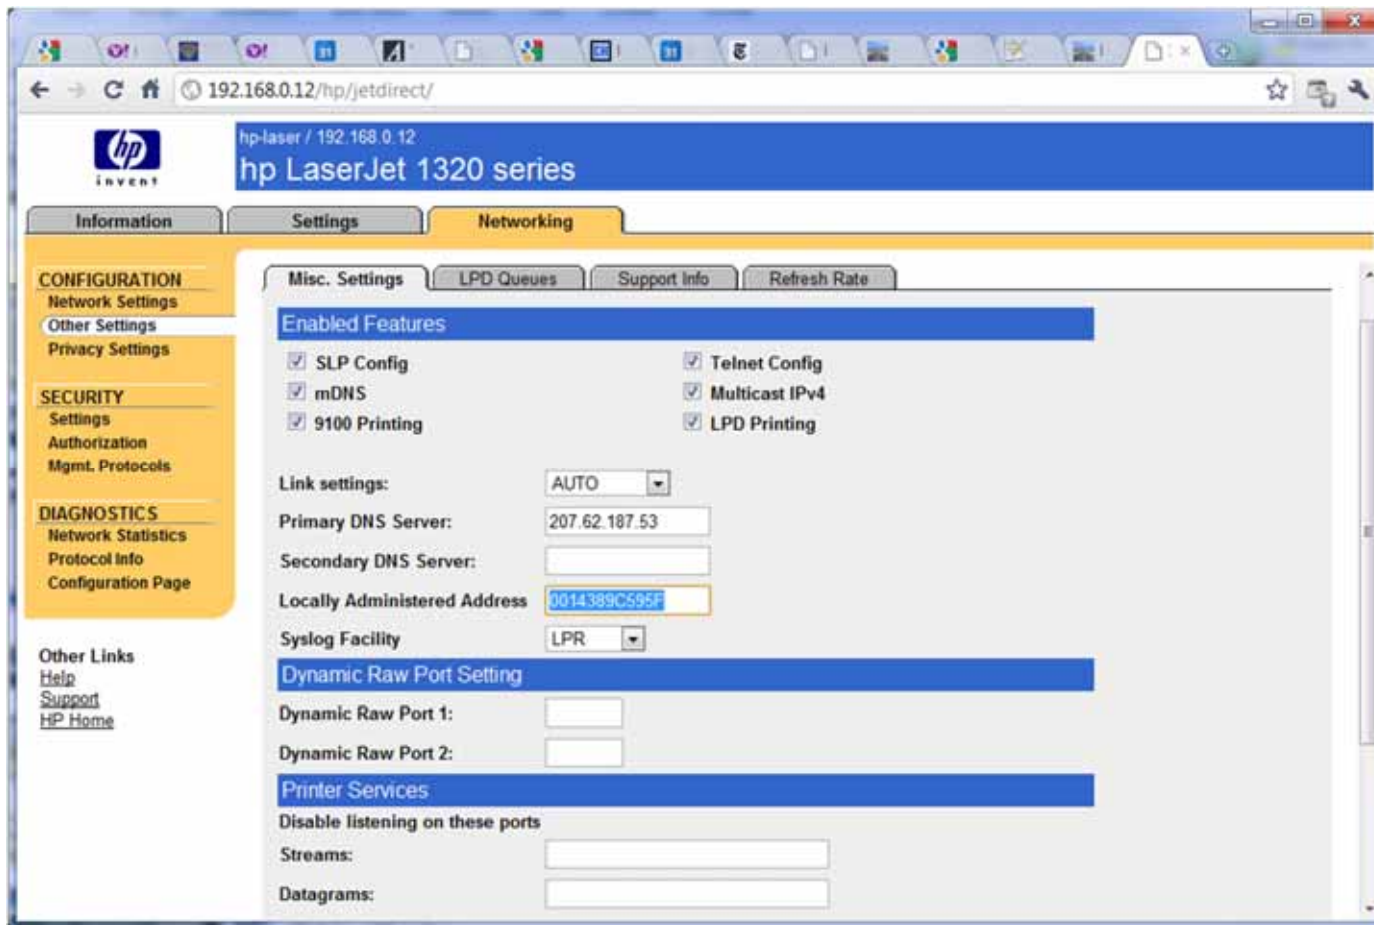 192.168.0.12/hp/jetdirect/
hp
invent
hp-laser / 192.168.0.12
hp LaserJet 1320 series
Information
Settings
Networking
CONFIGURATION
Network Settings
Other Settings
Privacy Settings
SECURITY
Settings
Authorization
Mgmt. Protocols
DIAGNOSTICS
Network Statistics
Protocol Info
Configuration Page
Other Links
Help
Support
HP Home
Misc. Settings
LPD Queues
Support Info
Refresh Rate
Enabled Features
SLP Config
Telnet Config
mDNS
Multicast IPv4
9100 Printing
LPD Printing
Link settings: AUTO
Primary DNS Server: 207.62.187.53
Secondary DNS Server:
Locally Administered Address 0014389C595F
Syslog Facility LPR
Dynamic Raw Port Setting
Dynamic Raw Port 1:
Dynamic Raw Port 2:
Printer Services
Disable listening on these ports
Streams:
Datagrams: